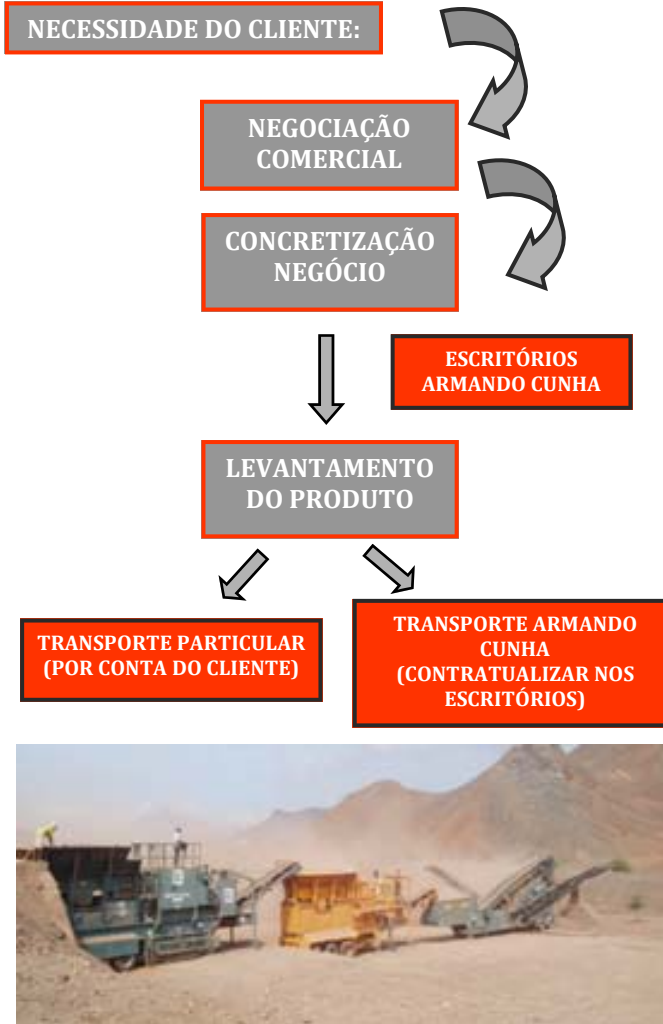 NECESSIDADE DO CLIENTE:
NEGOCIAÇÃO
COMERCIAL
CONCRETIZAÇÃO
NEGÓCIO
ESCRITÓRIOS
ARMANDO CUNHA
LEVANTAMENTO
DO PRODUTO
TRANSPORTE PARTICULAR
(POR CONTA DO CLIENTE)
TRANSPORTE ARMANDO
CUNHA
(CONTRATUALIZAR NOS
ESCRITÓRIOS)